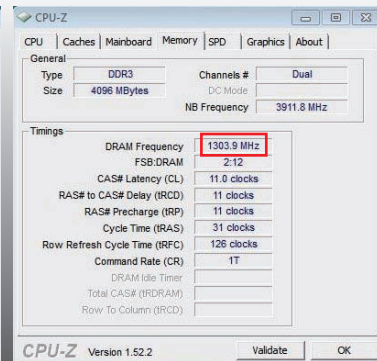 CPU-Z
CPU Caches Mainboard Memory SPD Graphics About
General
Type DDR3 Channels # Dual
Size 4096 MBytes DC Mode
NB Frequency 3911.8 MHz
Timings
DRAM Frequency 1303.9 MHz
FSB:DRAM 2:12
CAS# Latency (CL) 11.0 clocks
RAS# to CAS# Delay (tRCD) 11 clocks
RAS# Precharge (tRP) 11 clocks
Cycle Time (tRAS) 31 clocks
Row Refresh Cycle Time (tRFC) 126 clocks
Command Rate (CR) 1T
DRAM Idle Timer
Total CAS# (tRDRAM)
Row To Column (tRCD)
CPU-Z Version 1.52.2 Validate OK